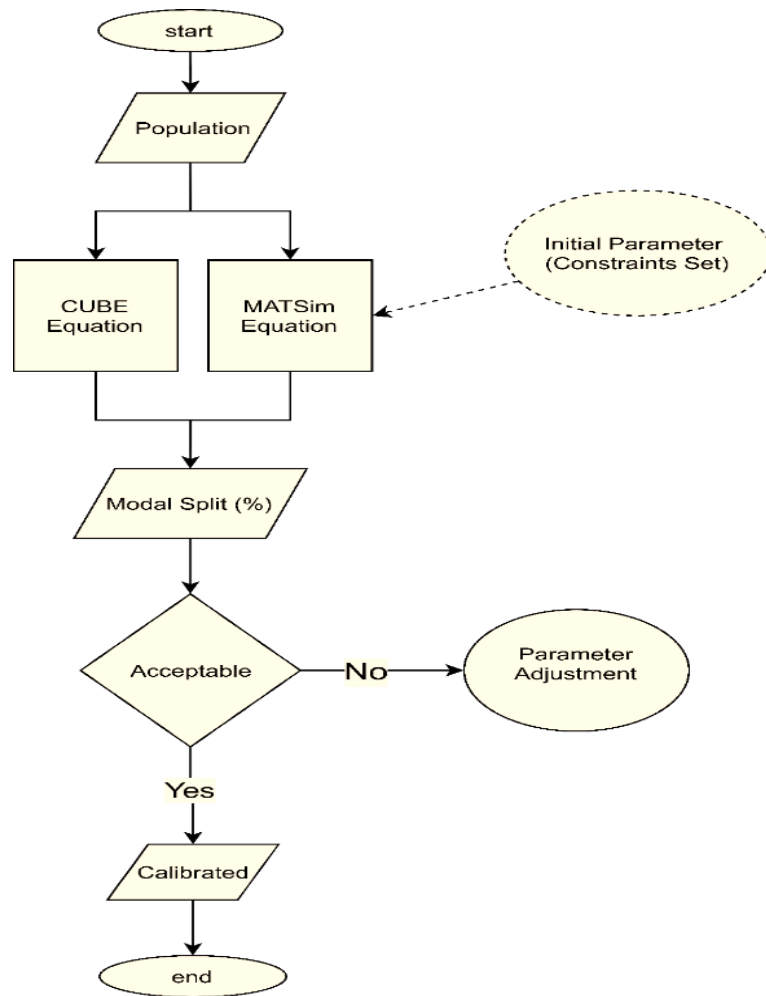 start
Population
CUBE
Equation
MATSim
Equation
Initial Parameter
(Constraints Set)
Modal Split (%)
Acceptable
No
Parameter
Adjustment
Yes
Calibrated
end